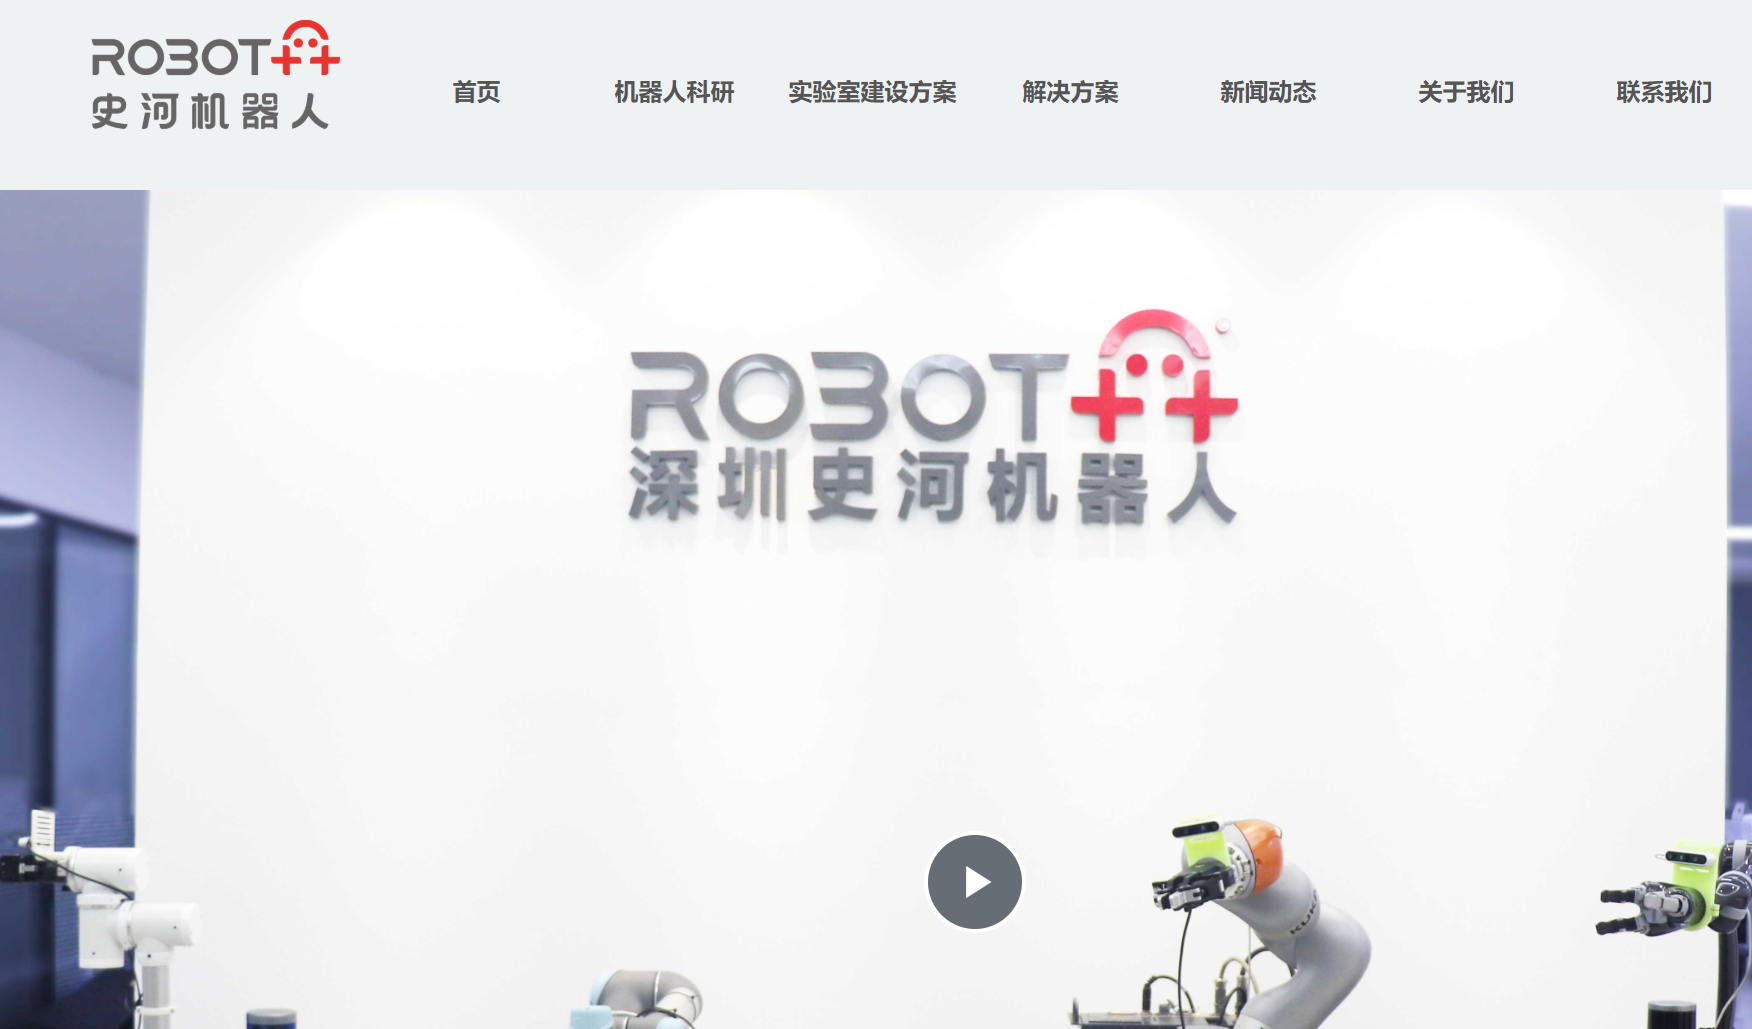 ROBOT++
史河机器人
首页
机器人科研
实验室建设方案
解决方案
新闻动态
关于我们
联系我们
ROBOT++
深圳史河机器人
KUKA